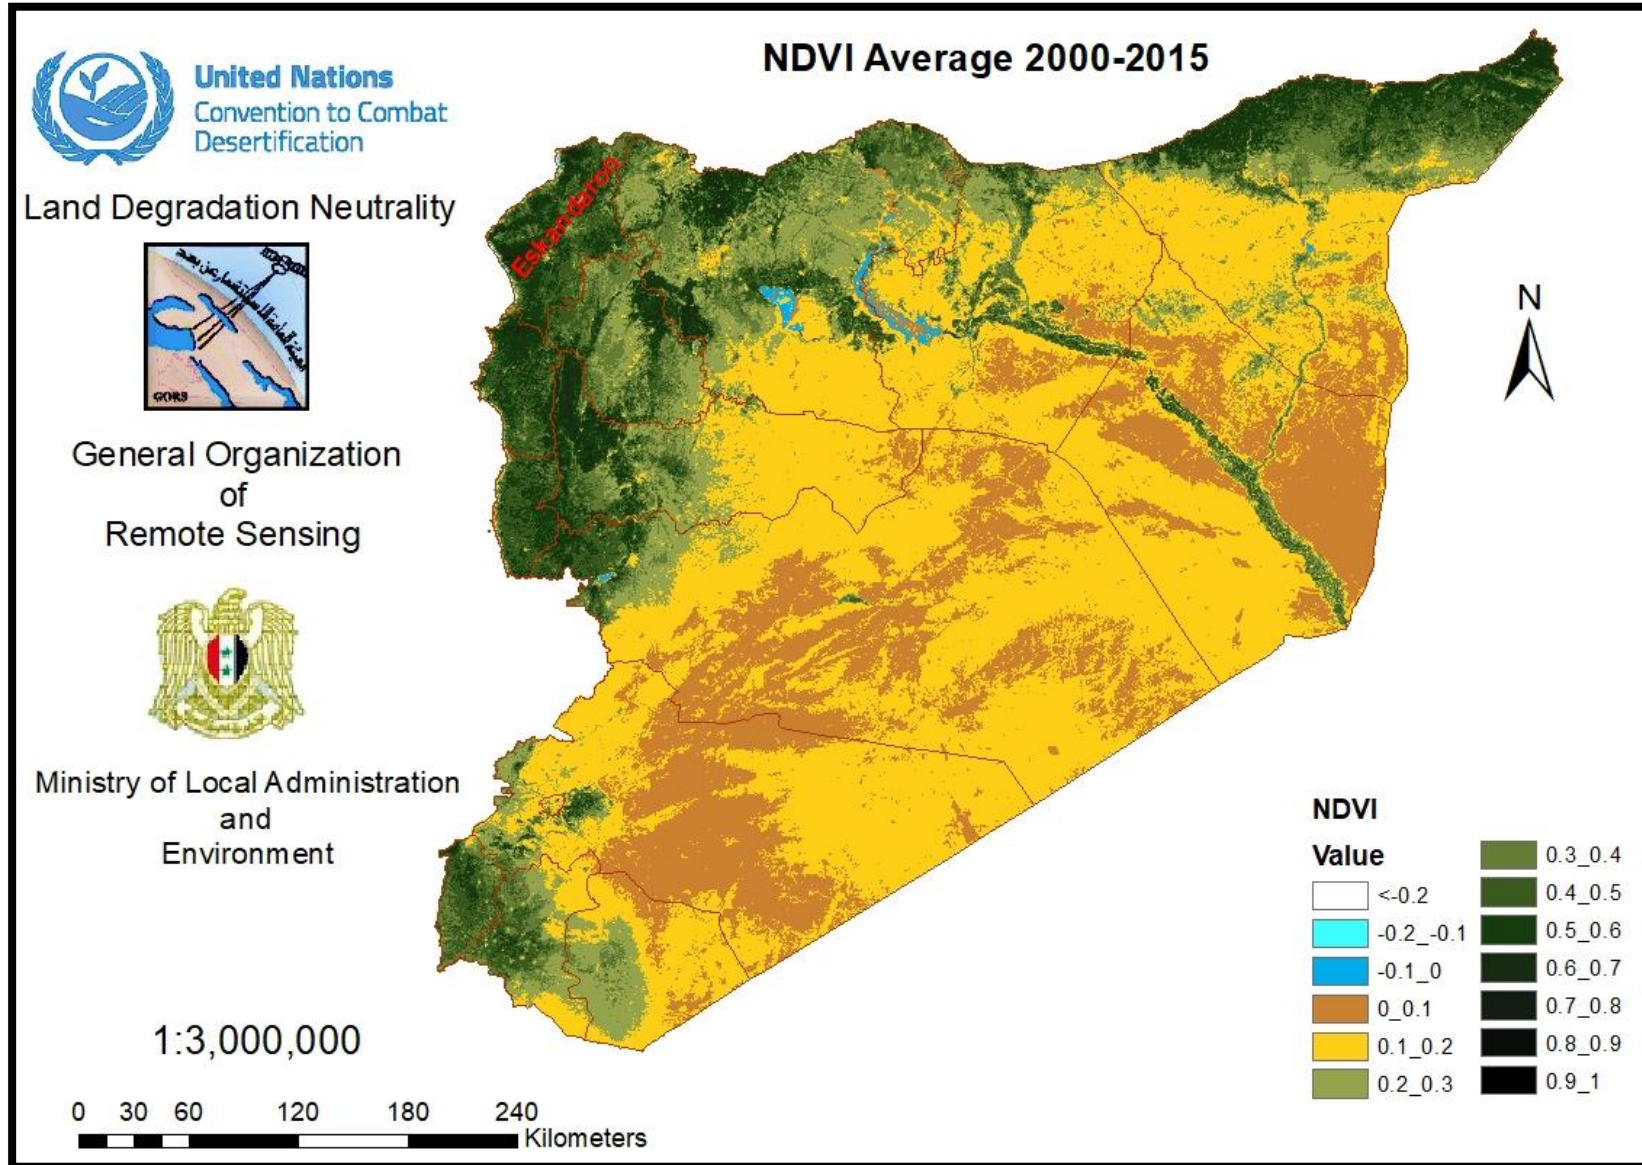 NDVI Average 2000-2015
United Nations
Convention to Combat
Desertification
Land Degradation Neutrality
GORS
General Organization
of
Remote Sensing
Ministry of Local Administration
and
Environment
1:3,000,000
0 30 60 120 180 240
Kilometers
Eskandaron
N
NDVI
Value
<-0.2
-0.2_-0.1
-0.1_0
0_0.1
0.1_0.2
0.2_0.3
0.3_0.4
0.4_0.5
0.5_0.6
0.6_0.7
0.7_0.8
0.8_0.9
0.9_1